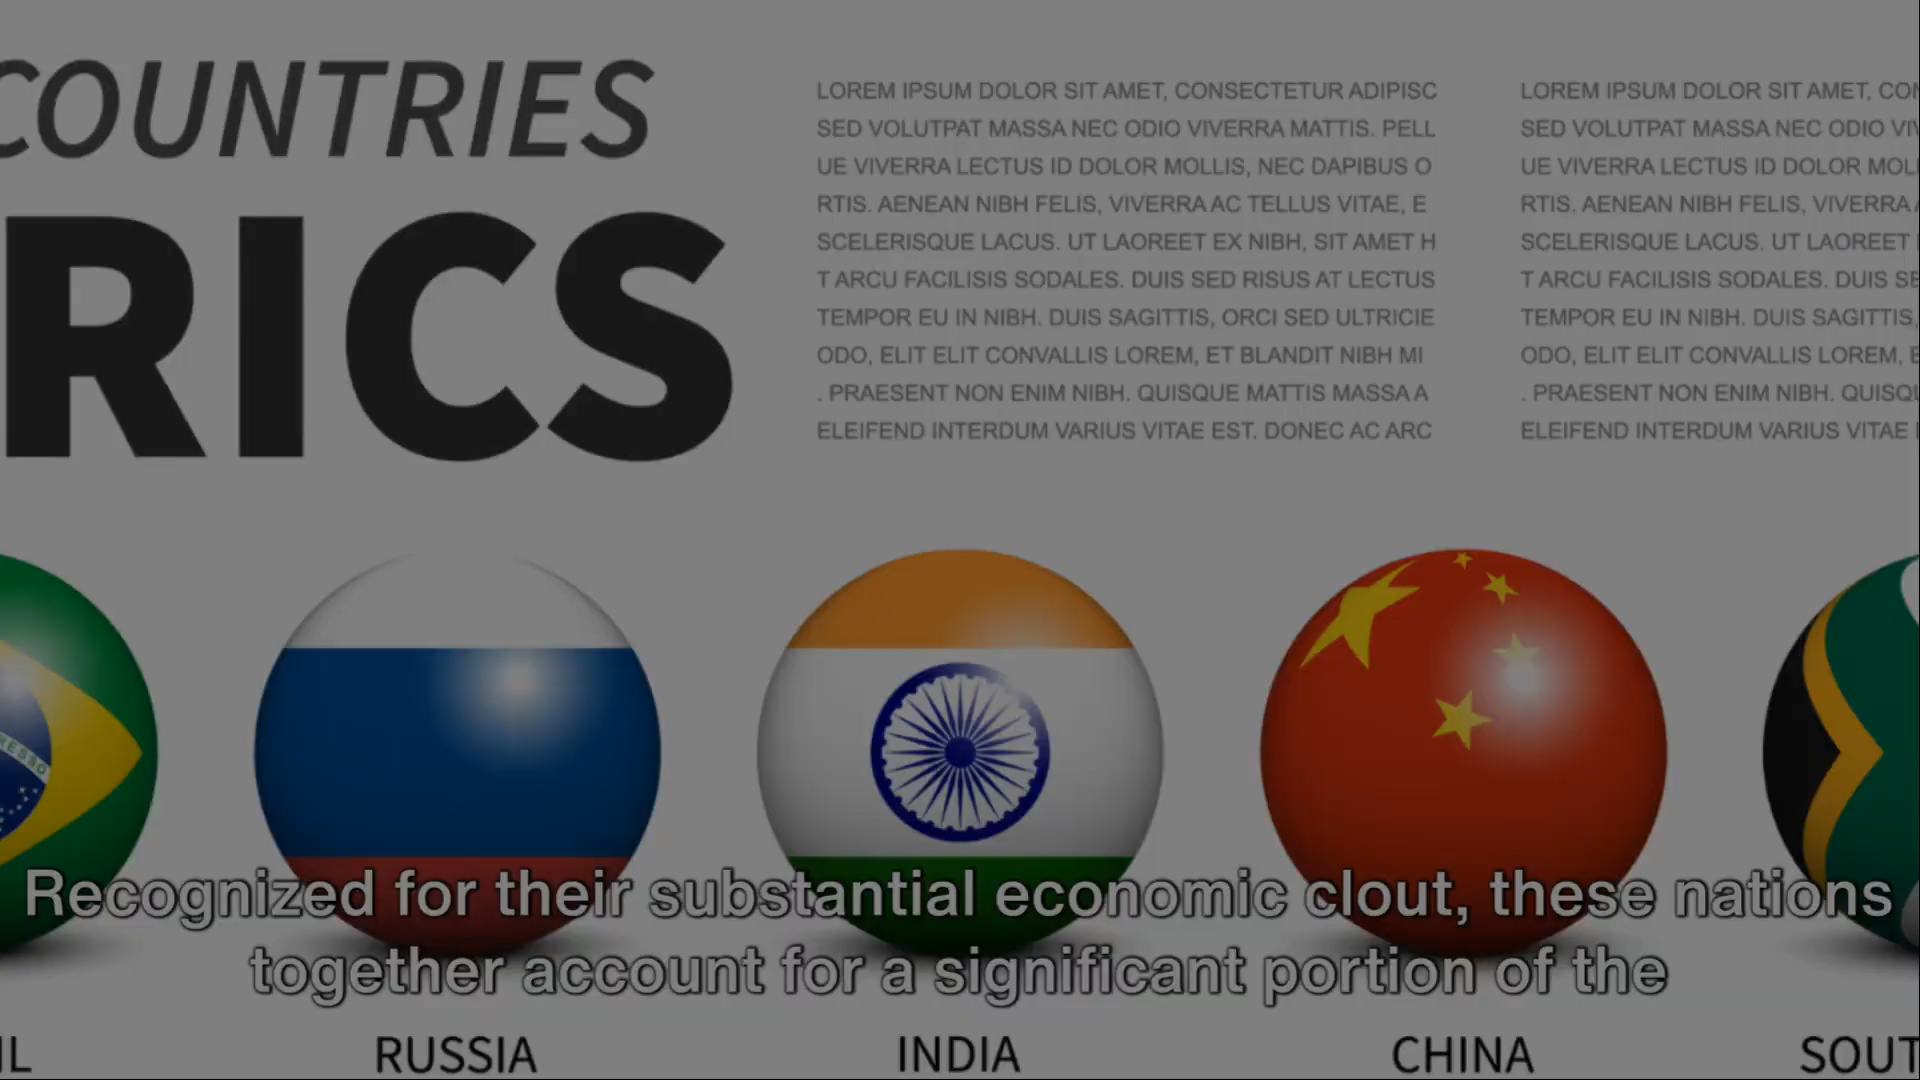 COUNTRIES
RICS
LOREM IPSUM DOLOR SIT AMET, CONSECTETUR ADIPISC
SED VOLUTPAT MASSA NEC ODIO VIVERRA MATTIS. PELL
UE VIVERRA LECTUS ID DOLOR MOLLIS, NEC DAPIBUS O
RTIS. AENEAN NIBH FELIS, VIVERRA AC TELLUS VITAE, E
SCELERISQUE LACUS. UT LAOREET EX NIBH, SIT AMET H
T ARCU FACILISIS SODALES. DUIS SED RISUS AT LECTUS
TEMPOR EU IN NIBH. DUIS SAGITTIS, ORCI SED ULTRICIE
ODO, ELIT ELIT CONVALLIS LOREM, ET BLANDIT NIBH MI
. PRAESENT NON ENIM NIBH. QUISQUE MATTIS MASSA A
ELEIFEND INTERDUM VARIUS VITAE EST. DONEC AC ARC
LOREM IPSUM DOLOR SIT AMET, CON
SED VOLUTPAT MASSA NEC ODIO VIV
UE VIVERRA LECTUS ID DOLOR MOLL
RTIS. AENEAN NIBH FELIS, VIVERRA A
SCELERISQUE LACUS. UT LAOREET
T ARCU FACILISIS SODALES. DUIS SE
TEMPOR EU IN NIBH. DUIS SAGITTIS,
ODO, ELIT ELIT CONVALLIS LOREM, E
. PRAESENT NON ENIM NIBH. QUISQU
ELEIFEND INTERDUM VARIUS VITAE
RESSO
Recognized for their substantial economic clout, these nations
together account for a significant portion of the
IL
RUSSIA
INDIA
CHINA
SOUT